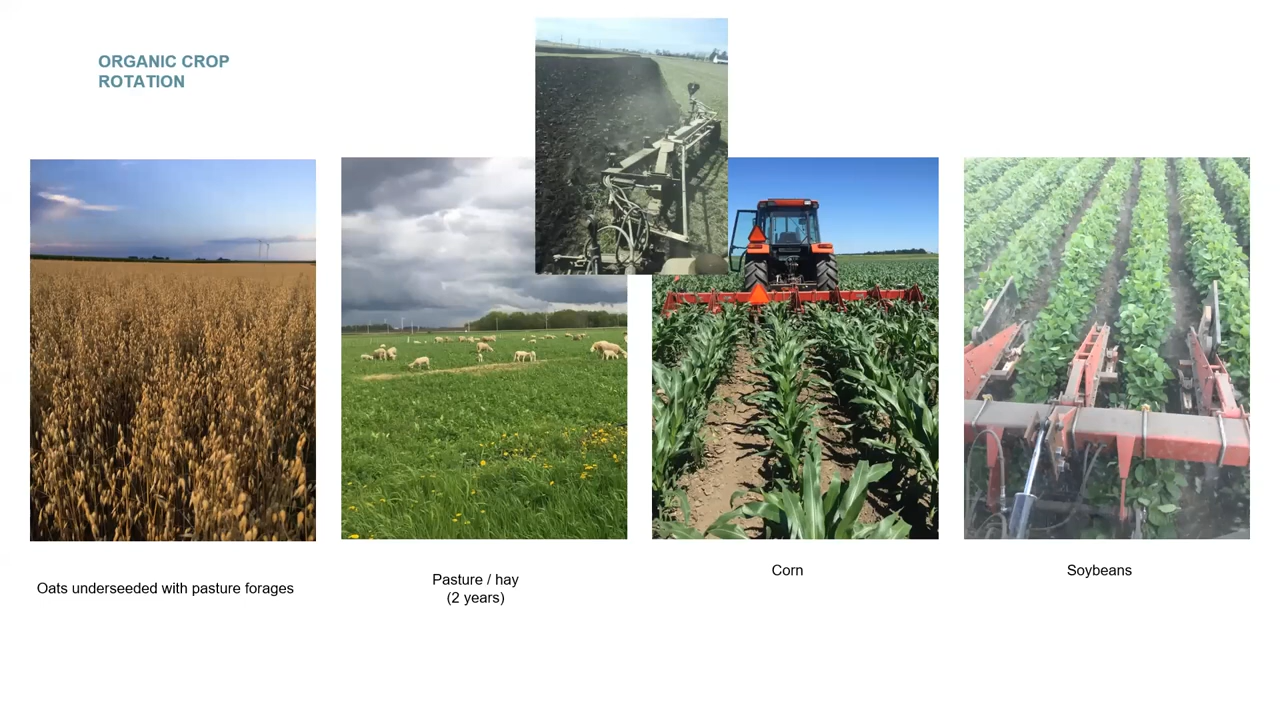 ORGANIC CROP
ROTATION
Oats underseeded with pasture forages
Pasture / hay
(2 years)
Corn
Soybeans